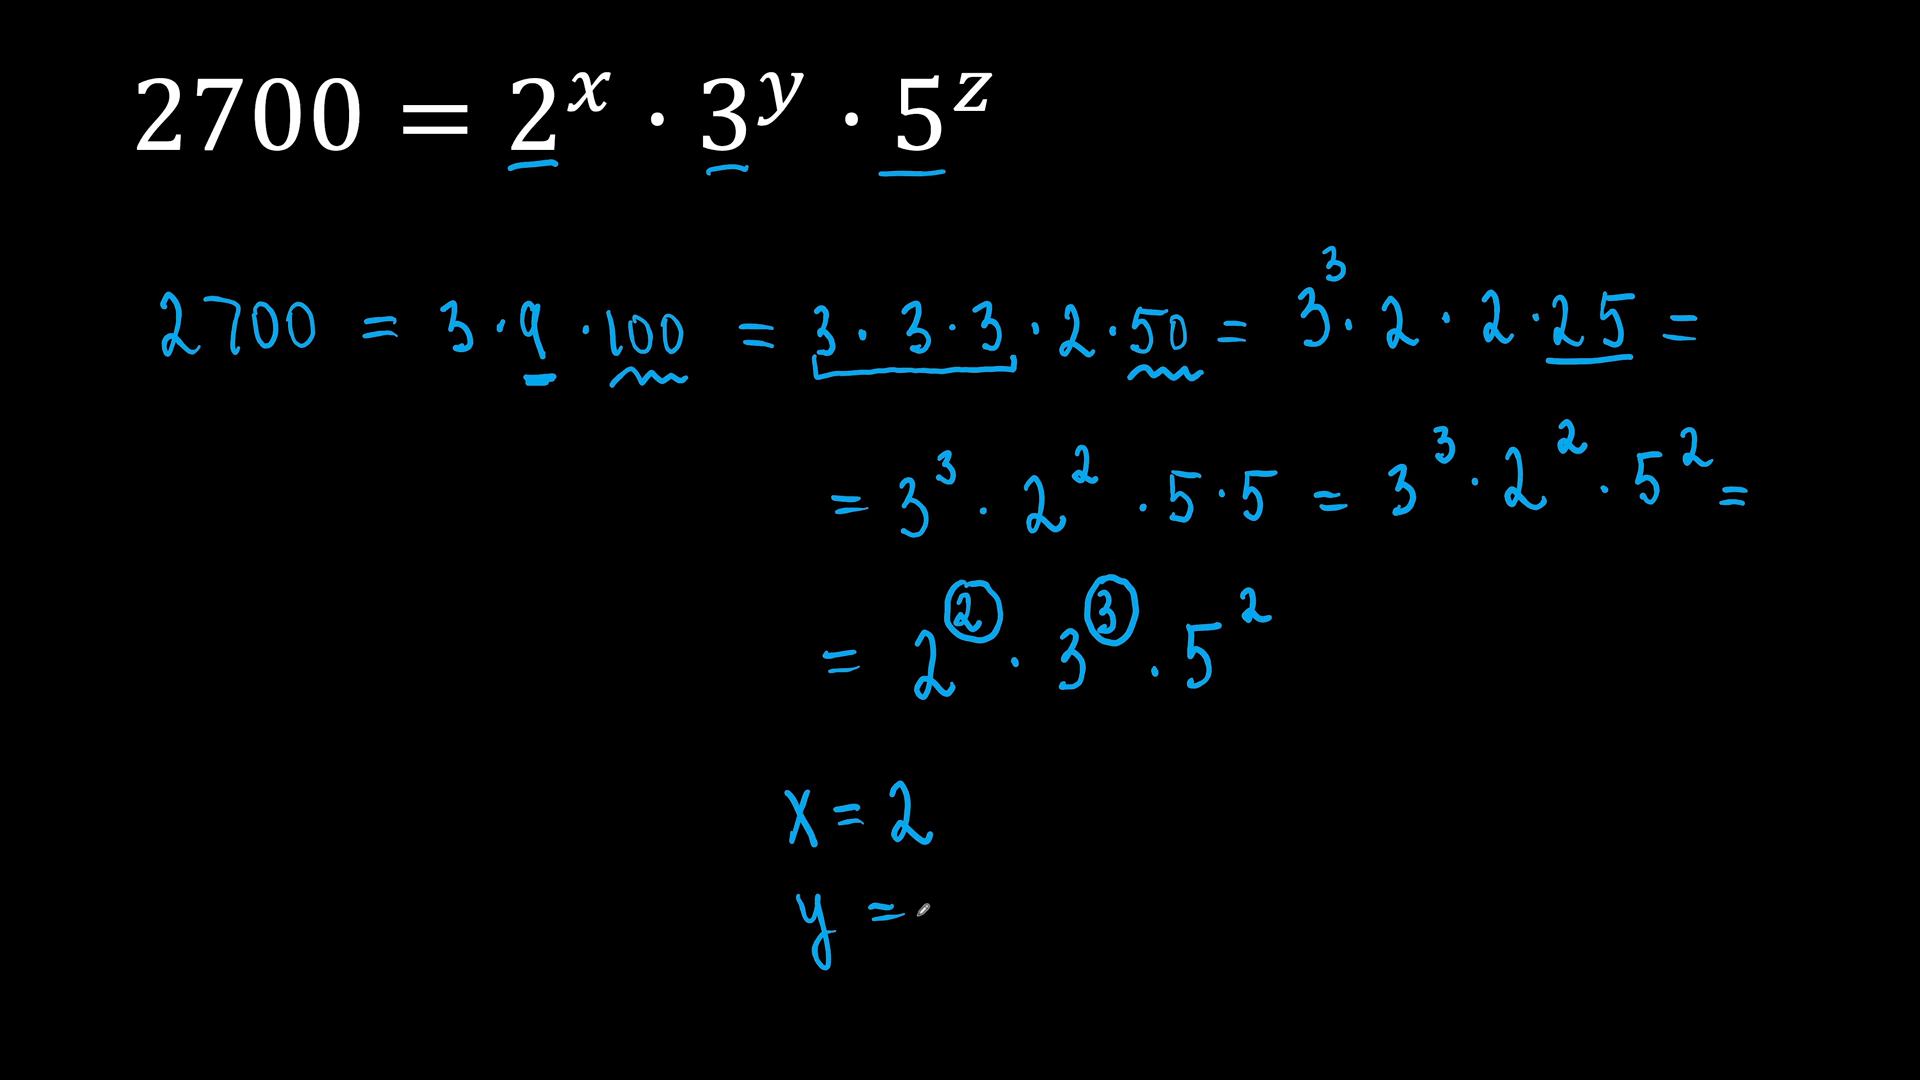 2700 = 2^x · 3^y · 5^z
2700 = 3 · 9 · 100 = 3 · 3 · 3 · 2 · 50 = 3^3 · 2 · 2 · 25 =
= 3^3 · 2^2 · 5 · 5 = 3^3 · 2^2 · 5^2 =
= 2^2 · 3^3 · 5^2
x = 2
y =